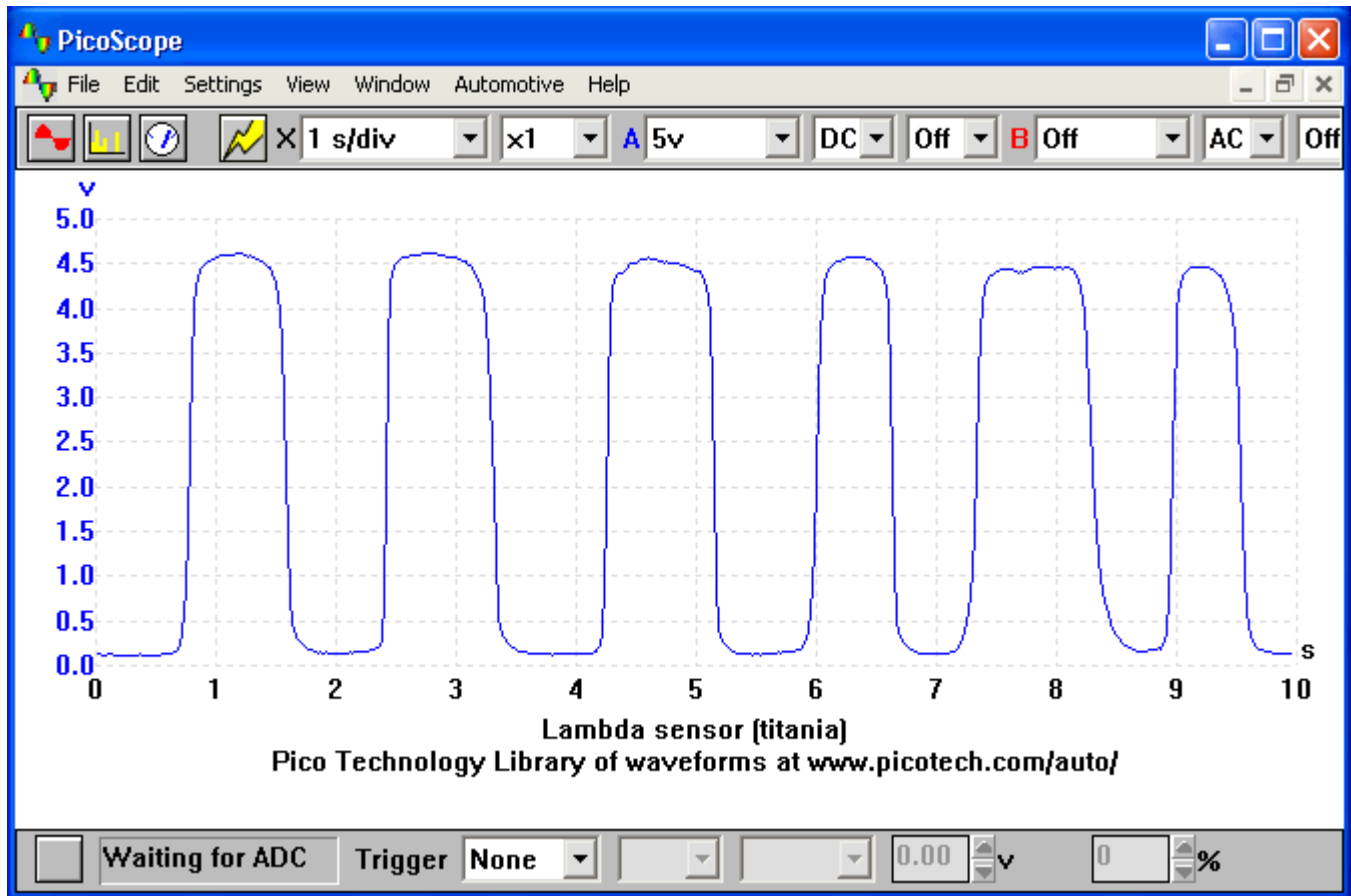 PicoScope
File Edit Settings View Window Automotive Help
X 1 s/div x1 A 5v DC Off B Off AC Off
v
5.0
4.5
4.0
3.5
3.0
2.5
2.0
1.5
1.0
0.5
0.0
s
0 1 2 3 4 5 6 7 8 9 10
Lambda sensor (titania)
Pico Technology Library of waveforms at www.picotech.com/auto/
Waiting for ADC Trigger None 0.00 v 0 %